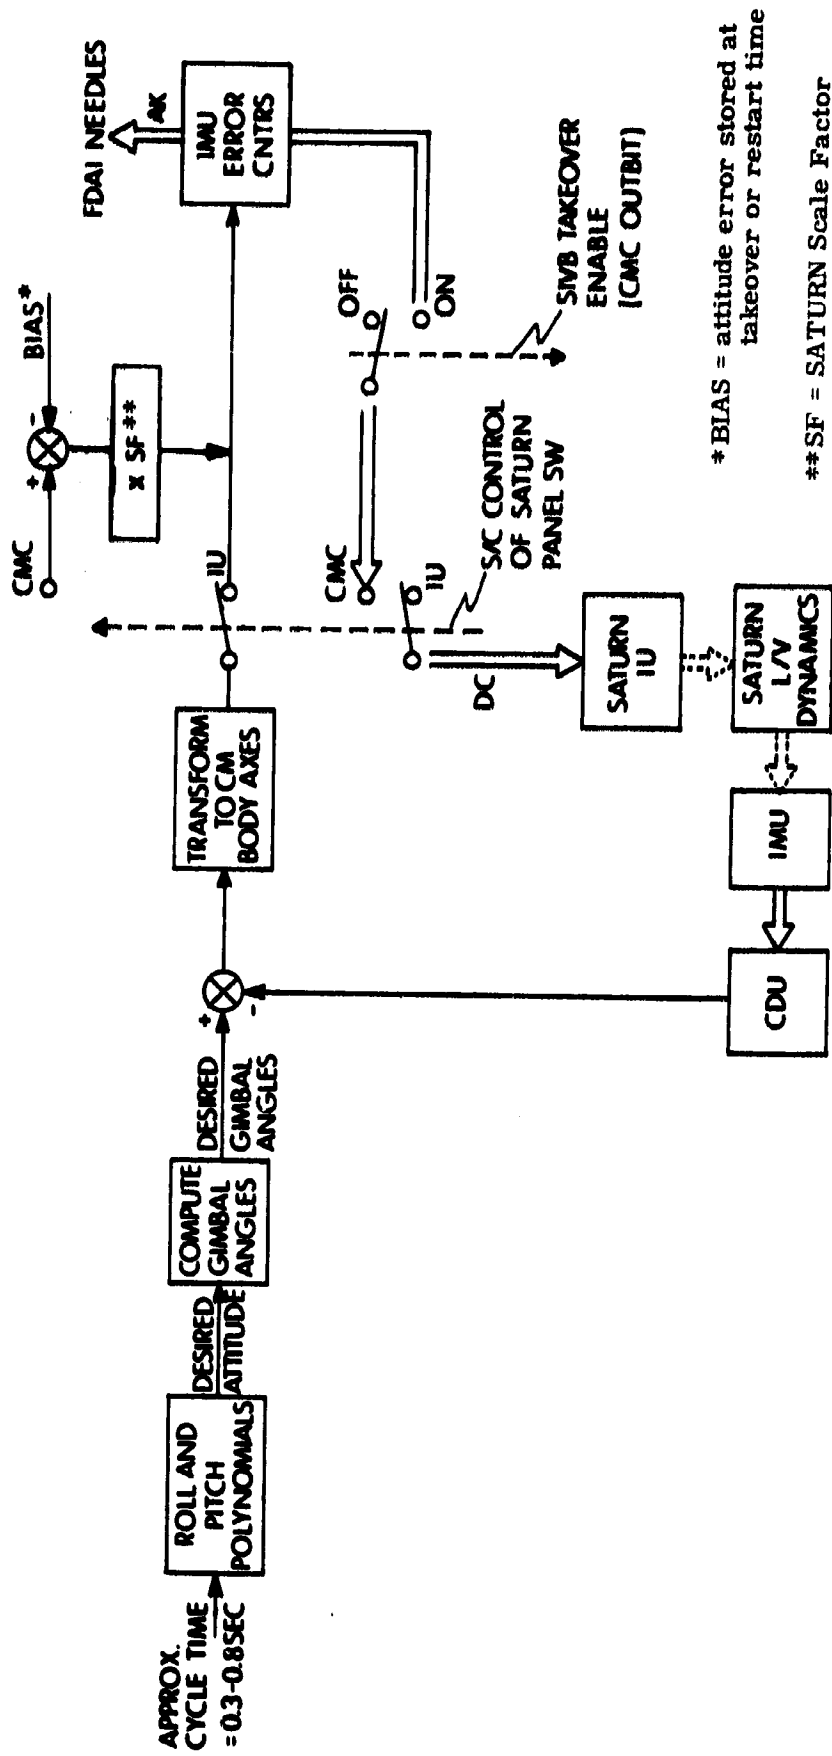 APPROX.
CYCLE TIME
=0.3-0.8SEC
ROLL AND
PITCH
POLYNOMIALS
DESIRED
ATTITUDE
COMPUTE
GIMBAL
ANGLES
DESIRED
GIMBAL
ANGLES
+
-
TRANSFORM
TO CM
BODY AXES
IU
CMC
+
-
BIAS*
x SF**
FDAI NEEDLES
AK
IMU
ERROR
CNTRS
OFF
ON
SIVB TAKEOVER
ENABLE
[CMC OUTBIT]
CMC
IU
S/C CONTROL
OF SATURN
PANEL SW
DC
SATURN
IU
SATURN
L/V
DYNAMICS
IMU
CDU
*BIAS = attitude error stored at
takeover or restart time
**SF = SATURN Scale Factor